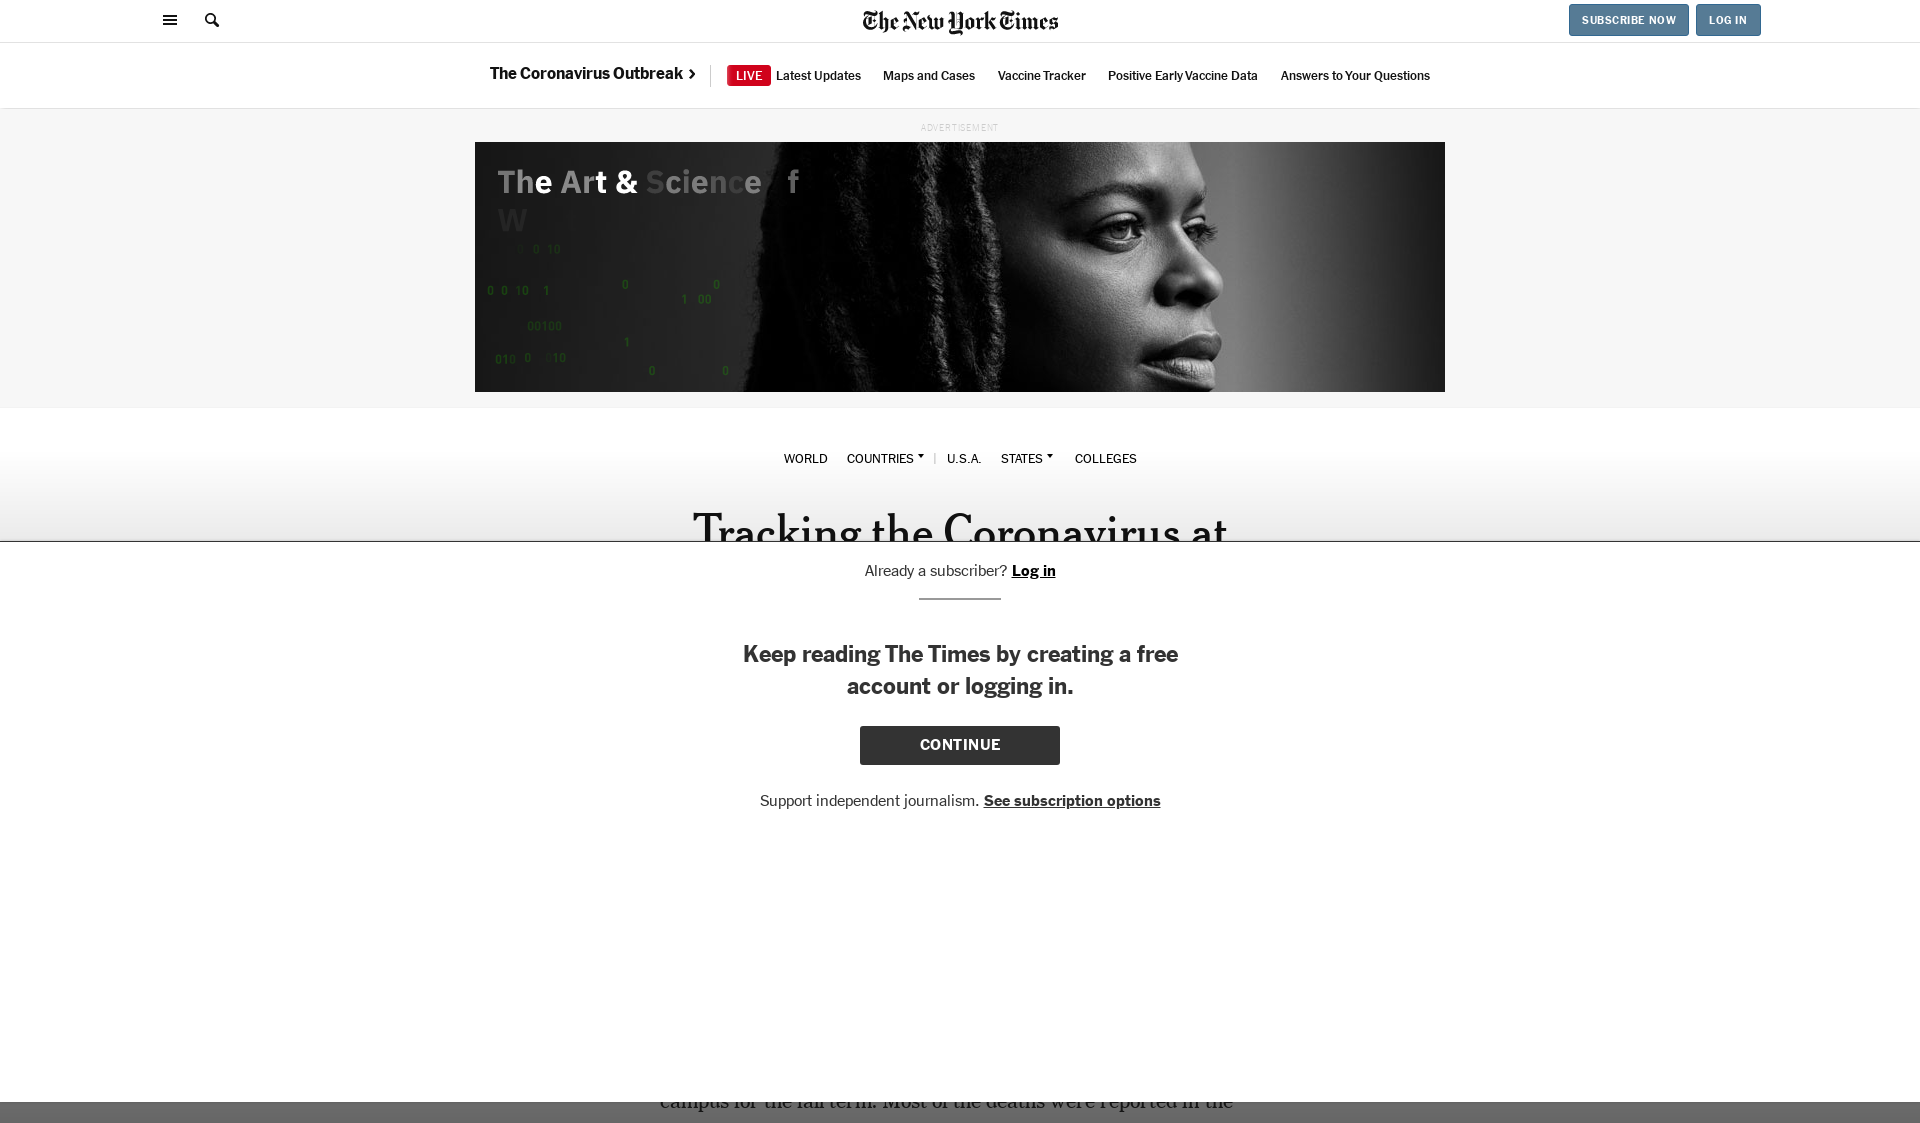 The New York Times
SUBSCRIBE NOW
LOG IN
The Coronavirus Outbreak
LIVE Latest Updates
Maps and Cases
Vaccine Tracker
Positive Early Vaccine Data
Answers to Your Questions
ADVERTISEMENT
The Art & Science f
W
0 10
0 0 10 1
0
0
1 00
00100
1
010 0 010
0
0
WORLD COUNTRIES | U.S.A. STATES COLLEGES
Tracking the Coronavirus at
Already a subscriber? Log in
Keep reading The Times by creating a free
account or logging in.
CONTINUE
Support independent journalism. See subscription options
campus for the fall term. Most of the deaths were reported in the